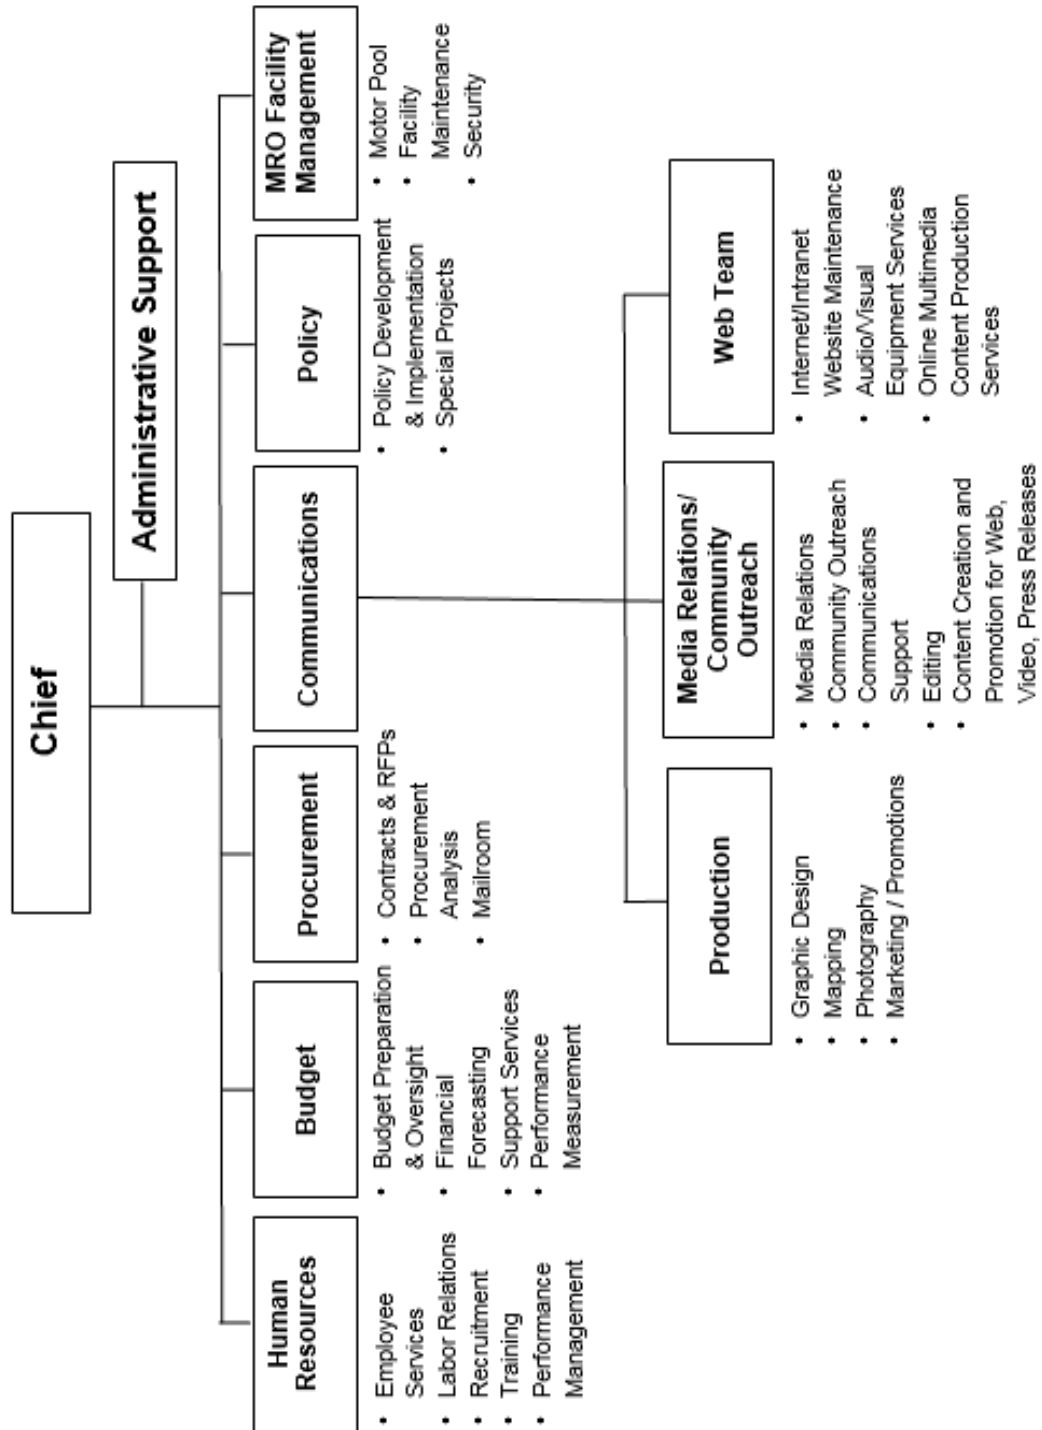 Chief
Administrative Support
Human
Resources
• Employee
Services
• Labor Relations
• Recruitment
• Training
• Performance
Management
Budget
• Budget Preparation
& Oversight
• Financial
Forecasting
• Support Services
• Performance
Measurement
Procurement
• Contracts & RFPs
• Procurement
Analysis
• Mailroom
Communications
Policy
• Policy Development
& Implementation
• Special Projects
MRO Facility
Management
• Motor Pool
• Facility
Maintenance
• Security
Production
• Graphic Design
• Mapping
• Photography
• Marketing / Promotions
Media Relations/
Community
Outreach
• Media Relations
• Community Outreach
• Communications
Support
• Editing
• Content Creation and
Promotion for Web,
Video, Press Releases
Web Team
• Internet/Intranet
Website Maintenance
• Audio/Visual
Equipment Services
• Online Multimedia
Content Production
Services